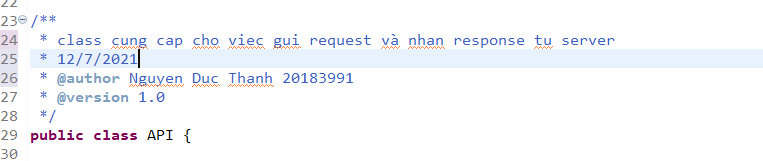 22
23 /**
24 * class cung cap cho viec gui request và nhan response tu server
25 * 12/7/2021
26 * @author Nguyen Duc Thanh 20183991
27 * @version 1.0
28 */
29 public class API {
30